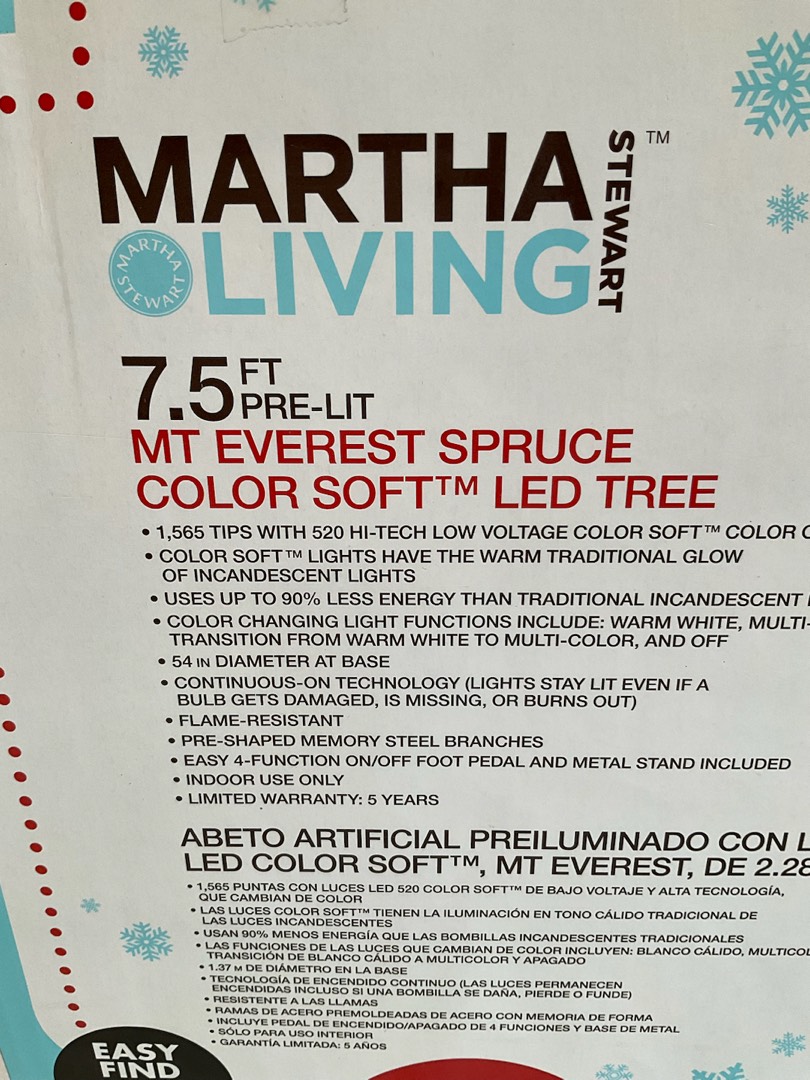 MARTHA
STEWART
™
MARTHA
STEWART
LIVING
7.5 FT
PRE-LIT
MT EVEREST SPRUCE
COLOR SOFT™ LED TREE
• 1,565 TIPS WITH 520 HI-TECH LOW VOLTAGE COLOR SOFT™ COLOR
• COLOR SOFT™ LIGHTS HAVE THE WARM TRADITIONAL GLOW
OF INCANDESCENT LIGHTS
• USES UP TO 90% LESS ENERGY THAN TRADITIONAL INCANDESCENT
• COLOR CHANGING LIGHT FUNCTIONS INCLUDE: WARM WHITE, MULTI-
TRANSITION FROM WARM WHITE TO MULTI-COLOR, AND OFF
• 54 IN DIAMETER AT BASE
• CONTINUOUS-ON TECHNOLOGY (LIGHTS STAY LIT EVEN IF A
BULB GETS DAMAGED, IS MISSING, OR BURNS OUT)
• FLAME-RESISTANT
• PRE-SHAPED MEMORY STEEL BRANCHES
• EASY 4-FUNCTION ON/OFF FOOT PEDAL AND METAL STAND INCLUDED
• INDOOR USE ONLY
• LIMITED WARRANTY: 5 YEARS
ABETO ARTIFICIAL PREILUMINADO CON L
LED COLOR SOFT™, MT EVEREST, DE 2.28
• 1,565 PUNTAS CON LUCES LED 520 COLOR SOFT™ DE BAJO VOLTAJE Y ALTA TECNOLOGÍA,
QUE CAMBIAN DE COLOR
• LAS LUCES COLOR SOFT™ TIENEN LA ILUMINACIÓN EN TONO CÁLIDO TRADICIONAL DE
LAS LUCES INCANDESCENTES
• USAN 90% MENOS ENERGÍA QUE LAS BOMBILLAS INCANDESCENTES TRADICIONALES
• LAS FUNCIONES DE LAS LUCES QUE CAMBIAN DE COLOR INCLUYEN: BLANCO CÁLIDO, MULTICOL
TRANSICIÓN DE BLANCO CÁLIDO A MULTICOLOR Y APAGADO
• 1.37 M DE DIÁMETRO EN LA BASE
• TECNOLOGÍA DE ENCENDIDO CONTINUO (LAS LUCES PERMANECEN
ENCENDIDAS INCLUSO SI UNA BOMBILLA SE DAÑA, PIERDE O FUNDE)
• RESISTENTE A LAS LLAMAS
• RAMAS DE ACERO PREMOLDEADAS DE ACERO CON MEMORIA DE FORMA
• INCLUYE PEDAL DE ENCENDIDO/APAGADO DE 4 FUNCIONES Y BASE DE METAL
• SÓLO PARA USO INTERIOR
• GARANTÍA LIMITADA: 5 AÑOS
EASY
FIND